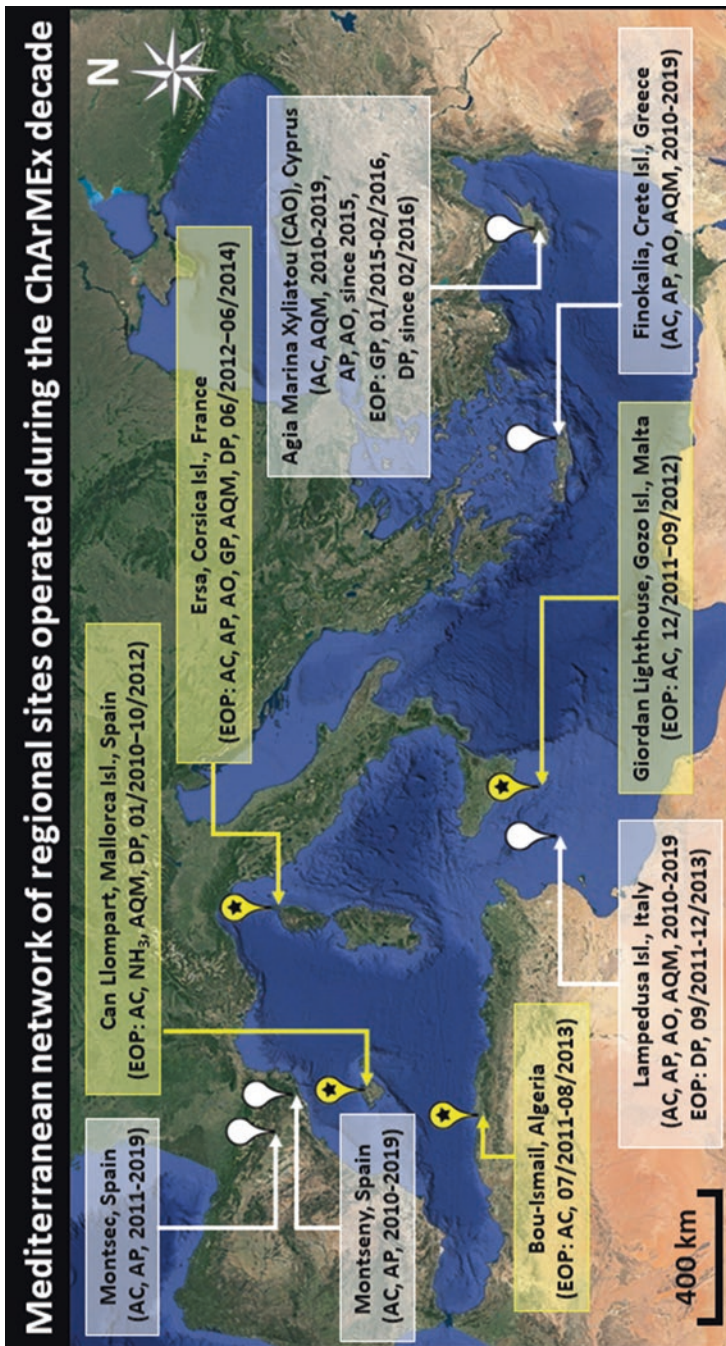 Mediterranean network of regional sites operated during the ChArMEx decade
N
Montsec, Spain
(AC, AP, 2011-2019)
Can Llompart, Mallorca Isl., Spain
(EOP: AC, NH₃, AQM, DP, 01/2010–10/2012)
Ersa, Corsica Isl., France
(EOP: AC, AP, AO, GP, AQM, DP, 06/2012–06/2014)
Agia Marina Xyliatou (CAO), Cyprus
(AC, AQM, 2010-2019,
AP, AO, since 2015,
EOP: GP, 01/2015-02/2016,
DP, since 02/2016)
Montseny, Spain
(AC, AP, 2010-2019)
Bou-Ismail, Algeria
(EOP: AC, 07/2011-08/2013)
Lampedusa Isl., Italy
(AC, AP, AO, AQM, 2010-2019
EOP: DP, 09/2011-12/2013)
Giordan Lighthouse, Gozo Isl., Malta
(EOP: AC, 12/2011–09/2012)
Finokalia, Crete Isl., Greece
(AC, AP, AO, AQM, 2010-2019)
400 km